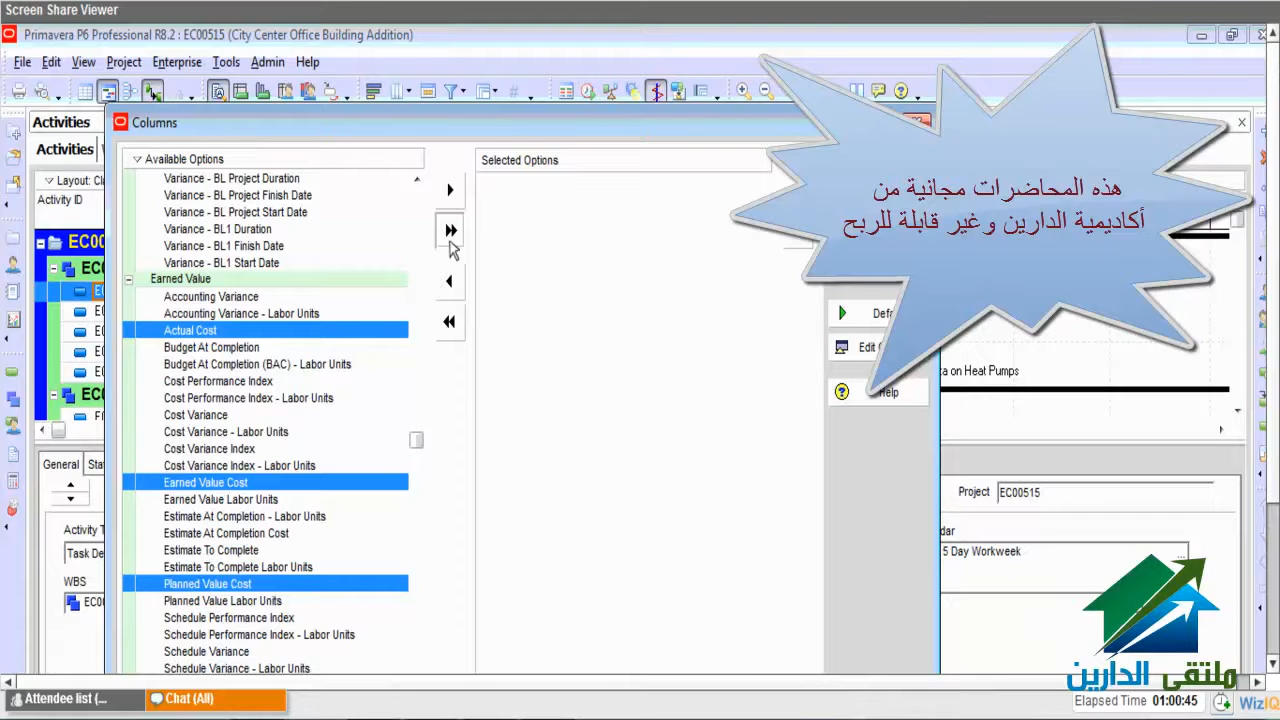 Screen Share Viewer
Primavera P6 Professional R8.2 : EC00515 (City Center Office Building Addition)
File Edit View Project Enterprise Tools Admin Help
Activities
Columns
Activities
Available Options
Selected Options
Layout: Cla
Activity ID
Variance - BL Project Duration
Variance - BL Project Finish Date
Variance - BL Project Start Date
Variance - BL1 Duration
Variance - BL1 Finish Date
Variance - BL1 Start Date
Earned Value
Accounting Variance
Accounting Variance - Labor Units
Actual Cost
Budget At Completion
Budget At Completion (BAC) - Labor Units
Cost Performance Index
Cost Performance Index - Labor Units
Cost Variance
Cost Variance - Labor Units
Cost Variance Index
Cost Variance Index - Labor Units
Earned Value Cost
Earned Value Labor Units
Estimate At Completion - Labor Units
Estimate At Completion Cost
Estimate To Complete
Estimate To Complete Labor Units
Planned Value Cost
Planned Value Labor Units
Schedule Performance Index
Schedule Performance Index - Labor Units
Schedule Variance
Schedule Variance - Labor Units
هذه المحاضرات مجانية من
أكاديمية الدارين وغير قابلة للربح
Defa
Edit C
Help
ta on Heat Pumps
General Sta
Project EC00515
Activity T
Task De
dar
5 Day Workweek
WBS
EC0
ملتقى الدارين
Attendee list (...
Chat (All)
Elapsed Time 01:00:45
WizIQ